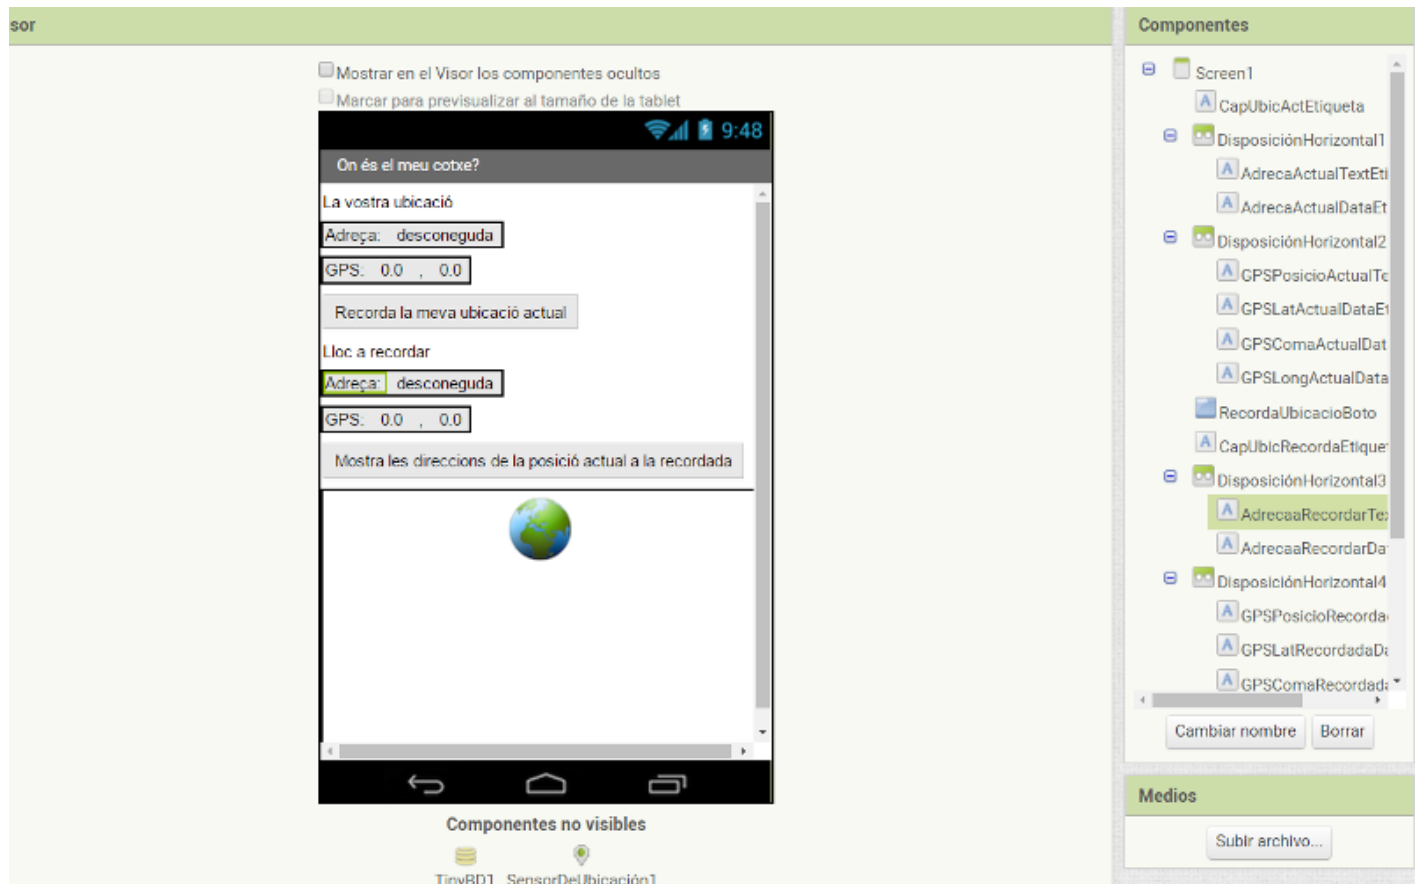 sor
Mostrar en el Visor los componentes ocultos
Marcar para previsualizar al tamaño de la tablet
9:48
On és el meu cotxe?
La vostra ubicació
Adreça: desconeguda
GPS: 0.0 , 0.0
Recorda la meva ubicació actual
Lloc a recordar
Adreça: desconeguda
GPS: 0.0 , 0.0
Mostra les direccions de la posició actual a la recordada
Componentes no visibles
TinyBD1 SensorDeUbicación1
Componentes
Screen1
CapUbicActEtiqueta
DisposiciónHorizontal1
AdrecaActualTextEti
AdrecaActualDataEt
DisposiciónHorizontal2
GPSPosicioActualTe
GPSLatActualDataEt
GPSComaActualDat
GPSLongActualData
RecordaUbicacioBoto
CapUbicRecordaEtique
DisposiciónHorizontal3
AdrecaaRecordarTe
AdrecaaRecordarDa
DisposiciónHorizontal4
GPSPosicioRecorda
GPSLatRecordadaDa
GPSComaRecordada
Cambiar nombre Borrar
Medios
Subir archivo...